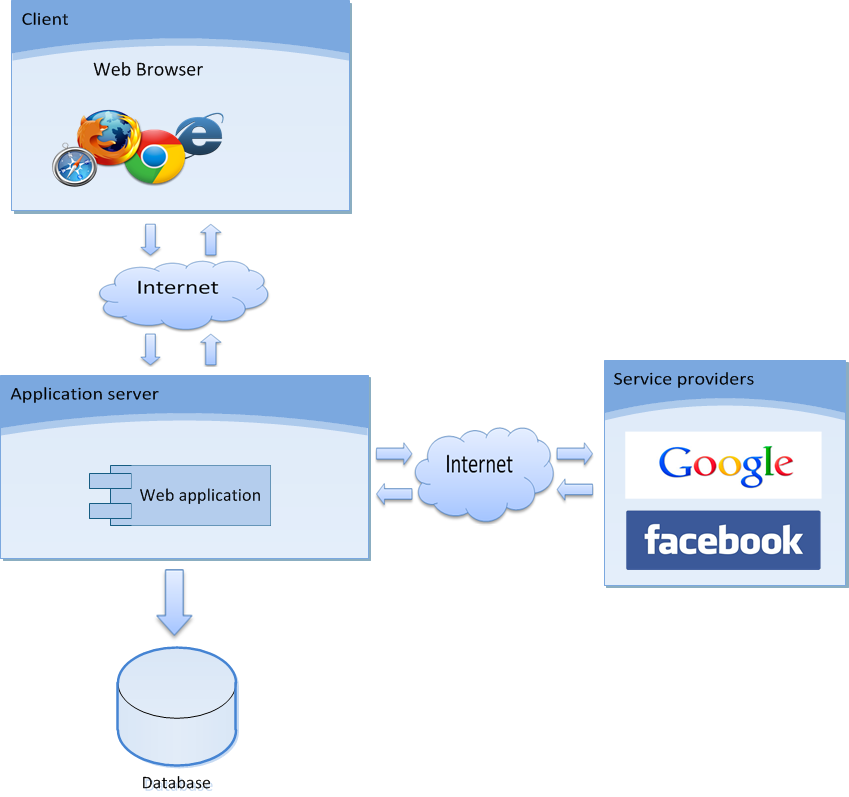 Client
Web Browser
Internet
Application server
Web application
Internet
Service providers
Google
facebook
Database